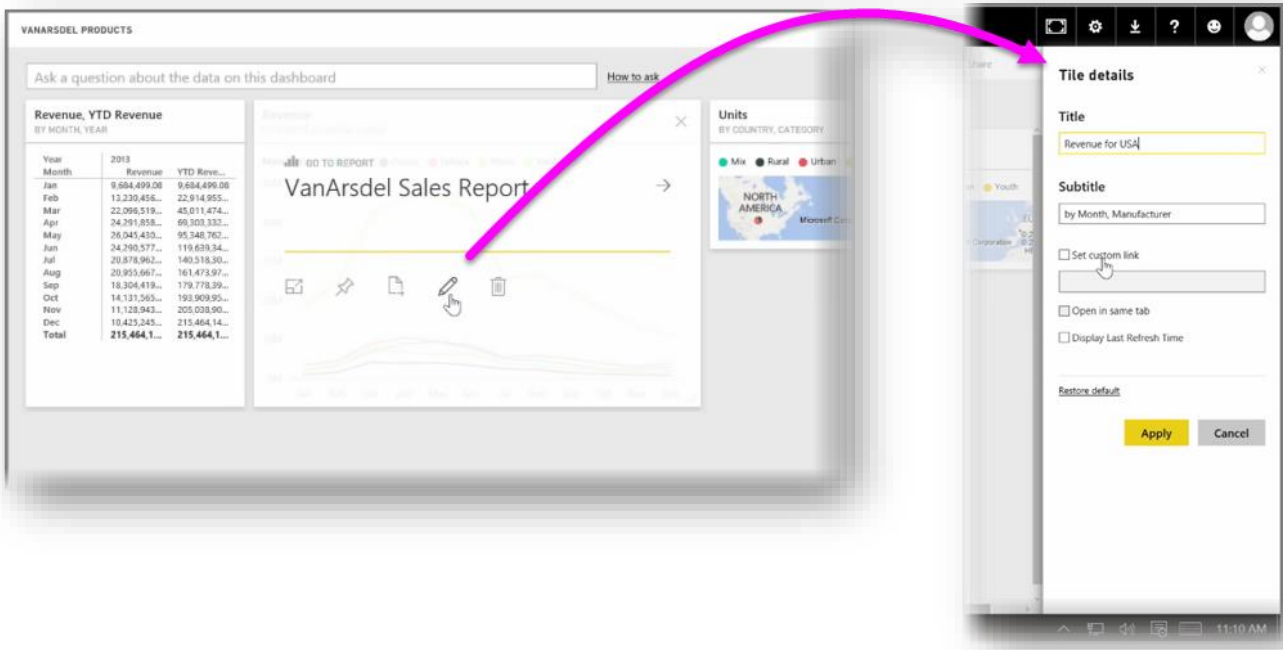 VANARSDEL PRODUCTS
Ask a question about the data on this dashboard
How to ask
Revenue, YTD Revenue
BY MONTH, YEAR
Year 2013
Month Revenue YTD Reve...
Jan 9,684,499.08 9,684,499.08
Feb 13,230,456... 22,914,955...
Mar 22,096,519... 45,011,474...
Apr 24,291,858... 69,303,332...
May 26,045,430... 95,348,762...
Jun 24,290,577... 119,639,34...
Jul 20,878,962... 140,518,30...
Aug 20,955,667... 161,473,97...
Sep 18,304,419... 179,778,39...
Oct 14,131,565... 193,909,95...
Nov 11,128,943... 205,038,90...
Dec 10,425,245... 215,464,14...
Total 215,464,1... 215,464,1...
Revenue
GO TO REPORT
VanArsdel Sales Report
Units
BY COUNTRY, CATEGORY
Mix Rural Urban
NORTH
AMERICA
Microsoft
Share
Youth
Corporation
Tile details
Title
Revenue for USA
Subtitle
by Month, Manufacturer
Set custom link
Open in same tab
Display Last Refresh Time
Restore default
Apply Cancel
11:10 AM